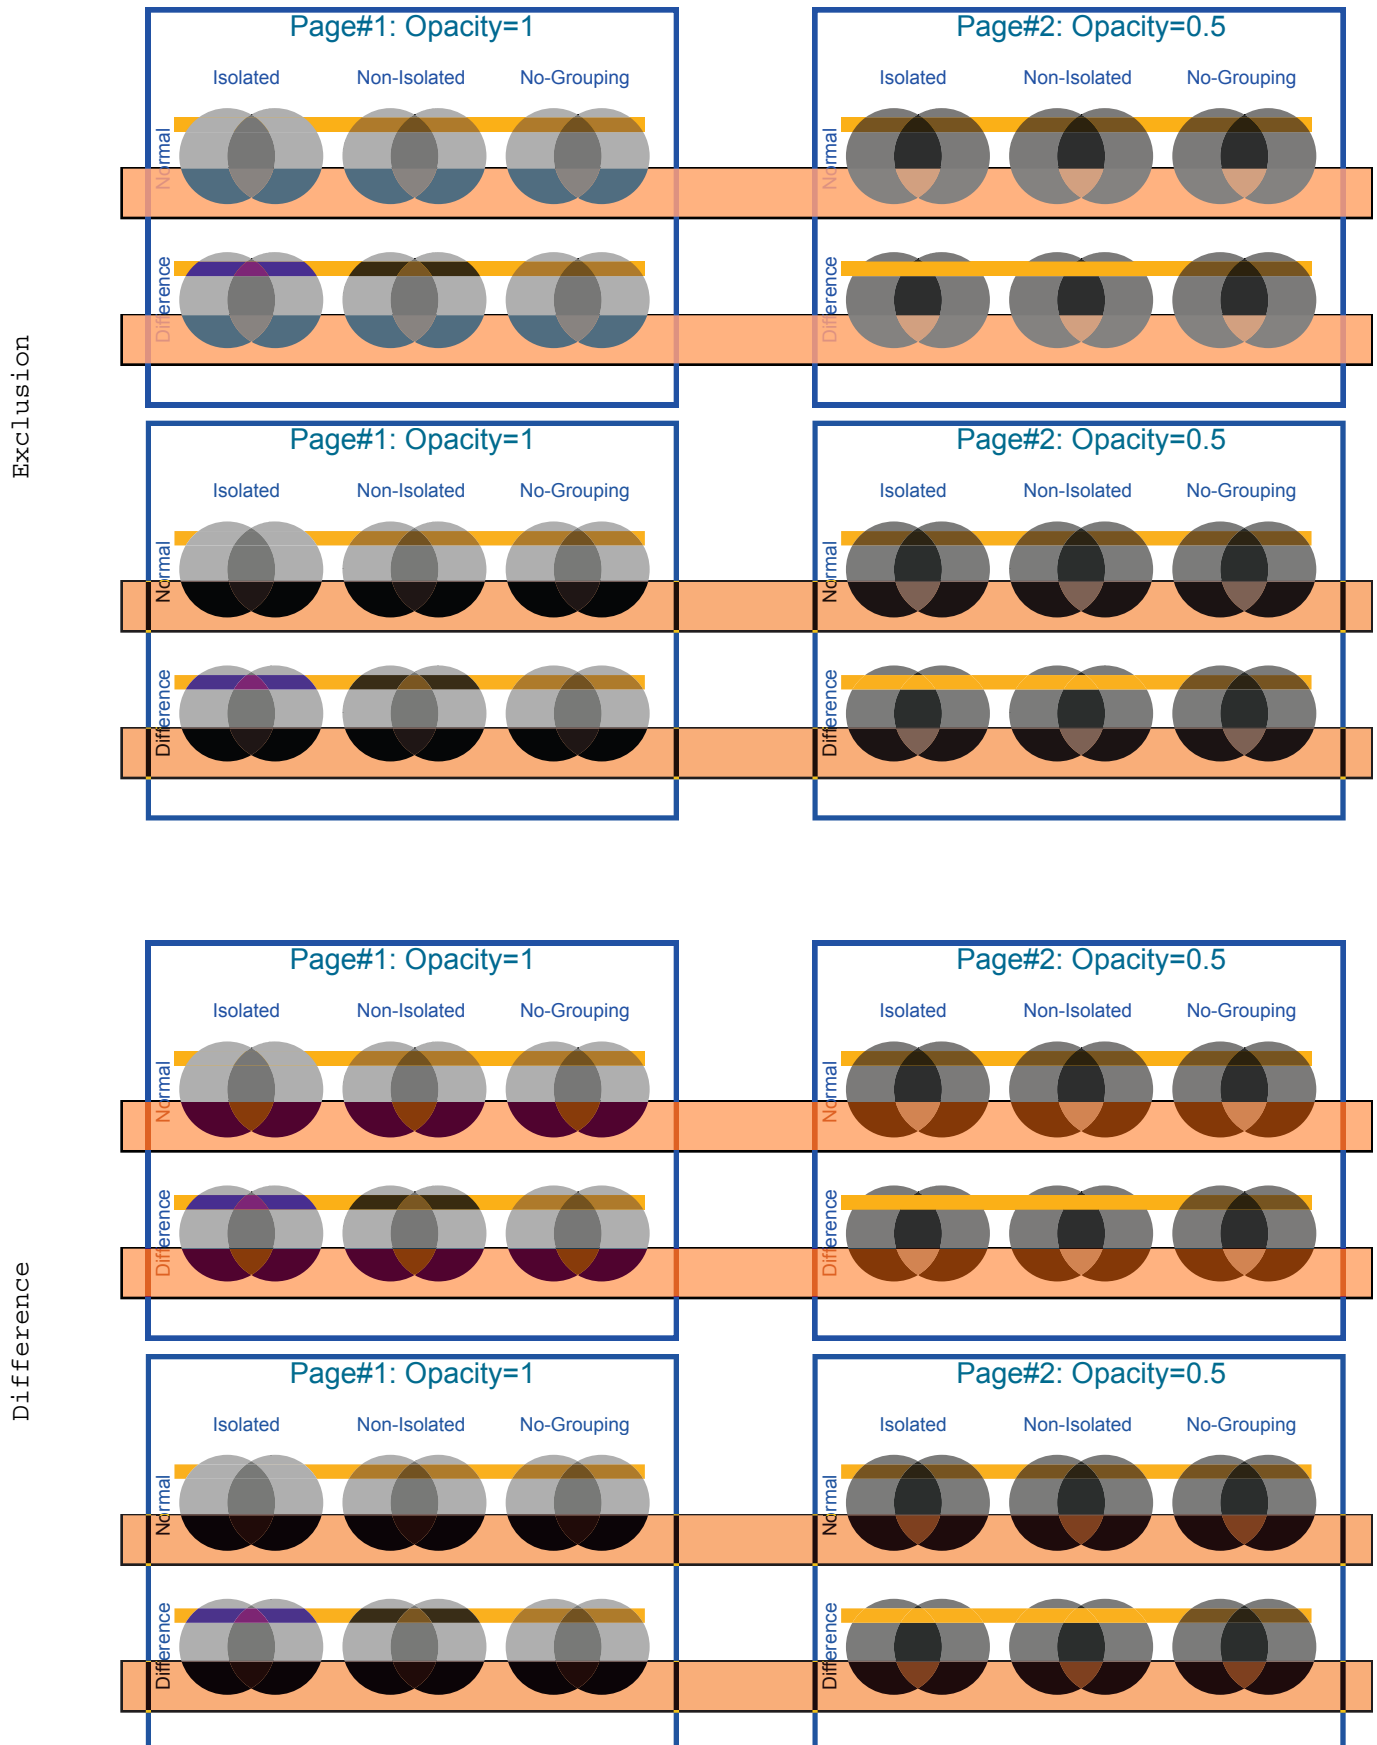 Exclusion
Page#1: Opacity=1
Isolated Non-Isolated No-Grouping
Normal
Difference
Page#2: Opacity=0.5
Isolated Non-Isolated No-Grouping
Normal
Difference
Page#1: Opacity=1
Isolated Non-Isolated No-Grouping
Normal
Difference
Page#2: Opacity=0.5
Isolated Non-Isolated No-Grouping
Normal
Difference
Difference
Page#1: Opacity=1
Isolated Non-Isolated No-Grouping
Normal
Difference
Page#2: Opacity=0.5
Isolated Non-Isolated No-Grouping
Normal
Difference
Page#1: Opacity=1
Isolated Non-Isolated No-Grouping
Normal
Difference
Page#2: Opacity=0.5
Isolated Non-Isolated No-Grouping
Normal
Difference